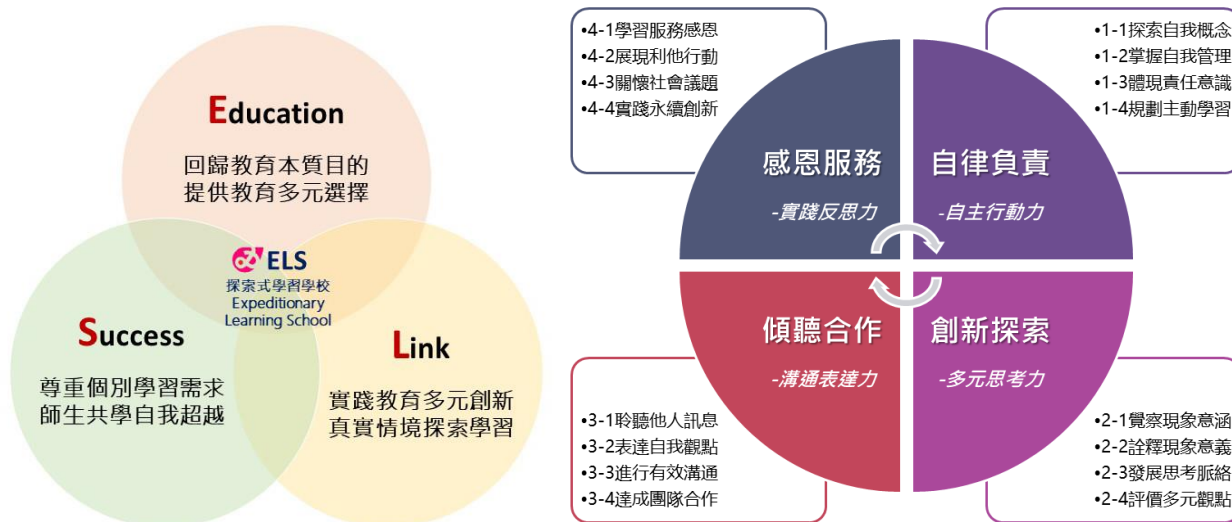 Education
回歸教育本質目的
提供教育多元選擇
ELS
探索式學習學校
Expeditionary
Learning School
Success
尊重個別學習需求
師生共學自我超越
Link
實踐教育多元創新
真實情境探索學習
•4-1學習服務感恩
•4-2展現利他行動
•4-3關懷社會議題
•4-4實踐永續創新
•1-1探索自我概念
•1-2掌握自我管理
•1-3體現責任意識
•1-4規劃主動學習
感恩服務
-實踐反思力
自律負責
-自主行動力
傾聽合作
-溝通表達力
創新探索
-多元思考力
•3-1聆聽他人訊息
•3-2表達自我觀點
•3-3進行有效溝通
•3-4達成團隊合作
•2-1覺察現象意涵
•2-2詮釋現象意義
•2-3發展思考脈絡
•2-4評價多元觀點